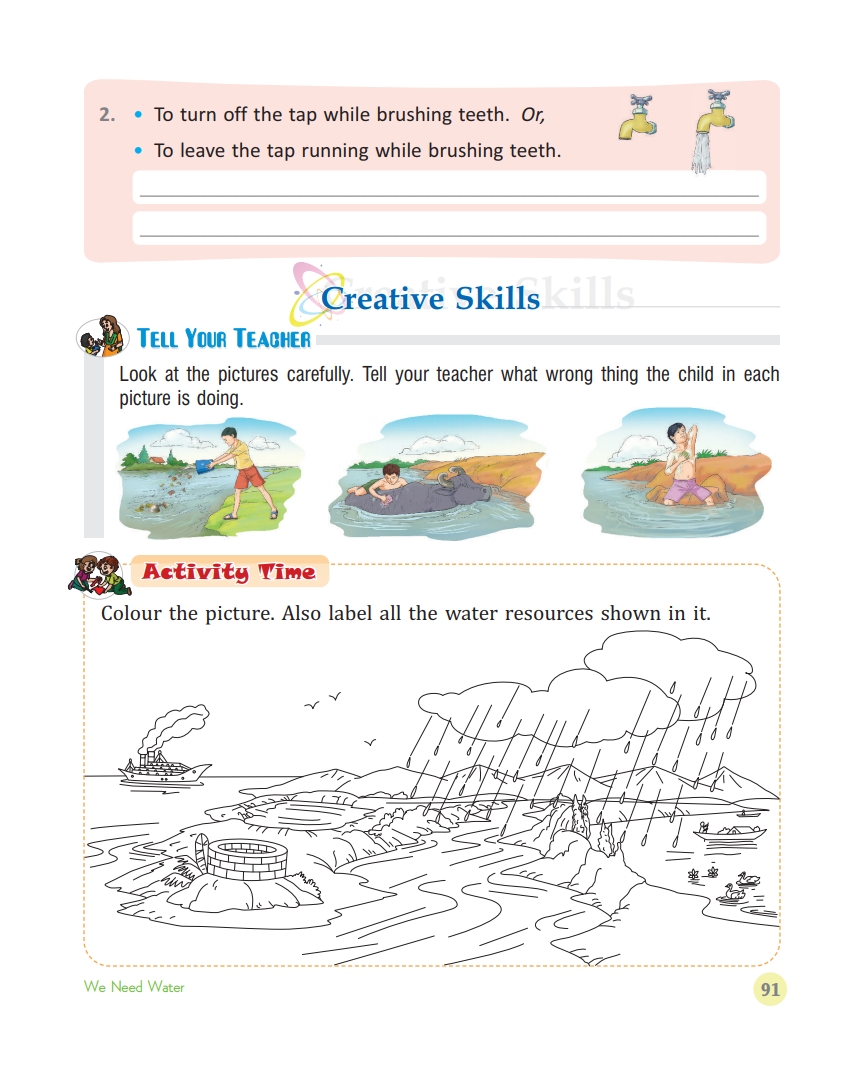 2. • To turn off the tap while brushing teeth. Or,
• To leave the tap running while brushing teeth.
Creative Skills
TELL YOUR TEACHER
Look at the pictures carefully. Tell your teacher what wrong thing the child in each
picture is doing.
Activity Time
Colour the picture. Also label all the water resources shown in it.
We Need Water
91